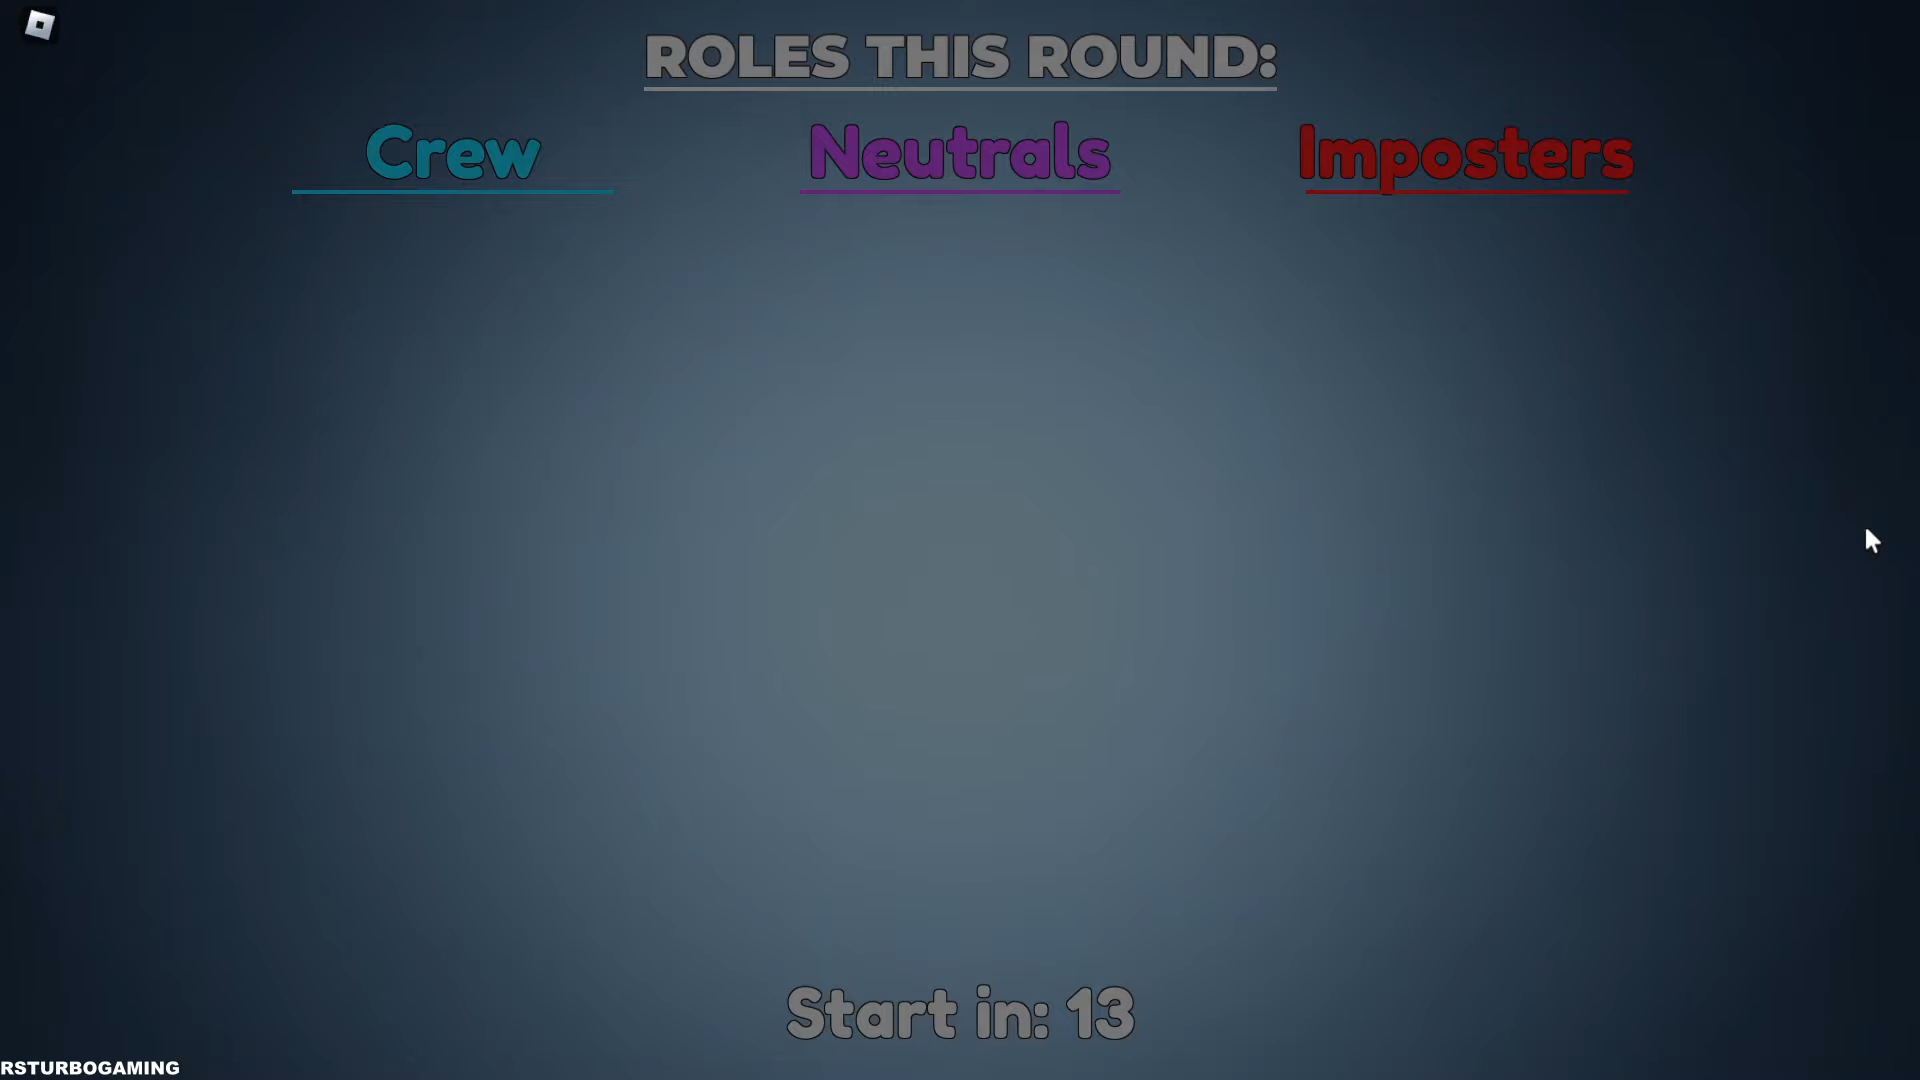 ROLES THIS ROUND:
Crew
Neutrals
Imposters
Start in: 13
RSTURBOGAMING